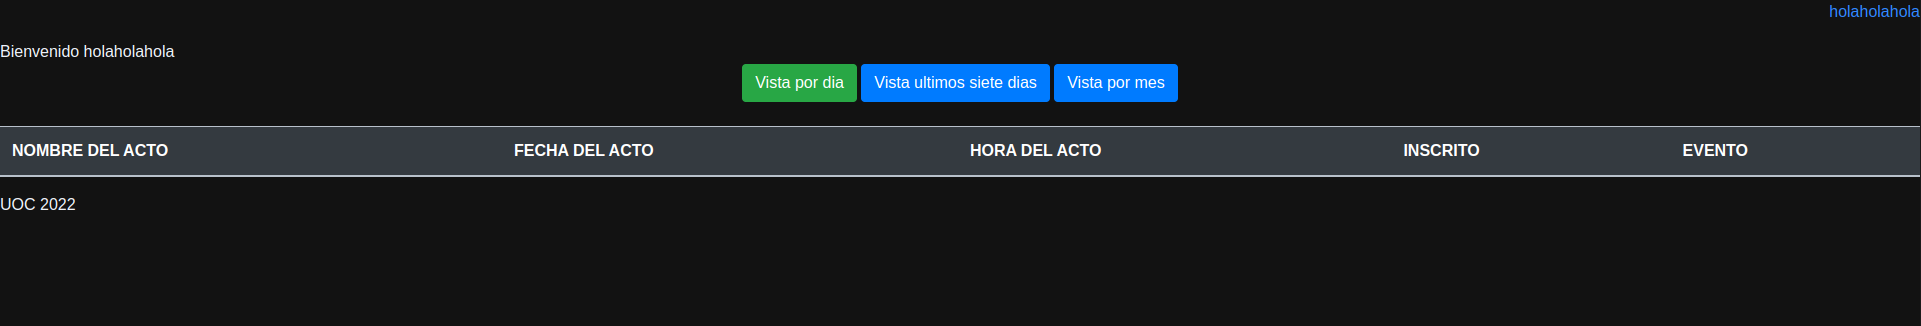 holaholahola
Bienvenido holaholahola
Vista por dia Vista ultimos siete dias Vista por mes
NOMBRE DEL ACTO FECHA DEL ACTO HORA DEL ACTO INSCRITO EVENTO
UOC 2022